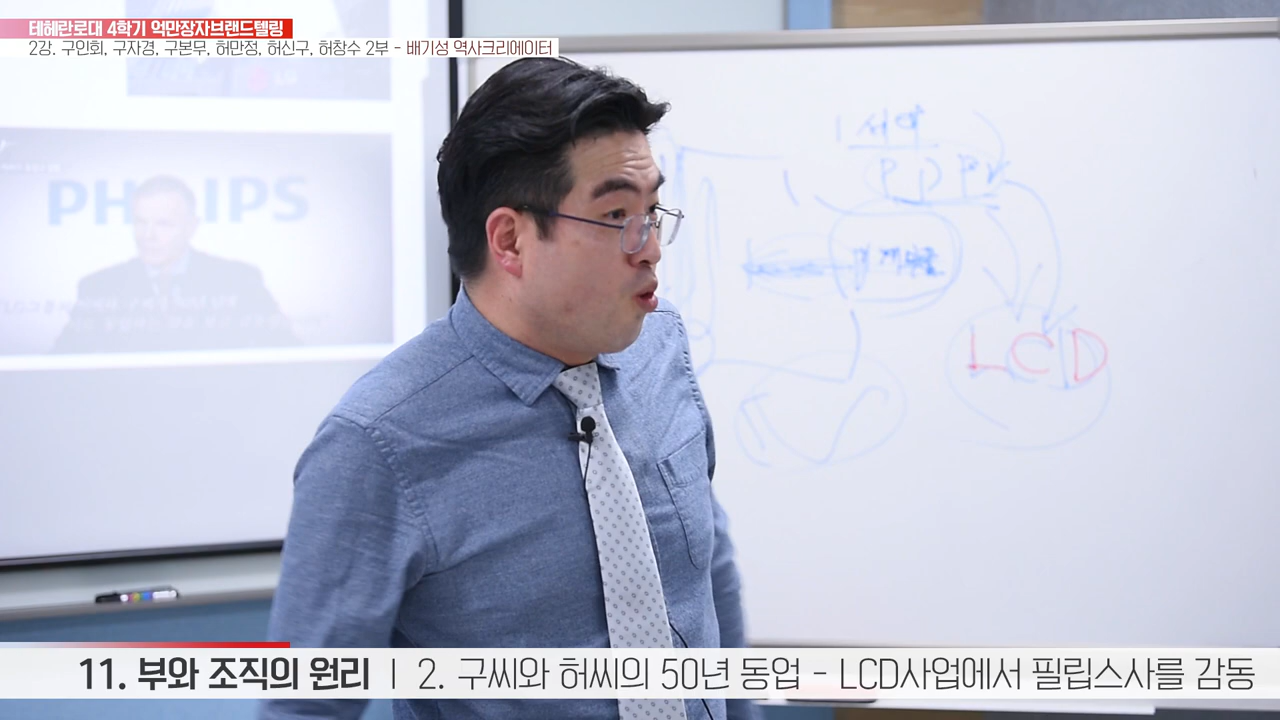 테헤란로대 4학기 억만장자브랜드텔링
2강. 구인회, 구자경, 구본무, 허만정, 허신구, 허창수 2부 - 배기성 역사크리에이터
PHILIPS
서약
PDP
LCD
11. 부와 조직의 원리 | 2. 구씨와 허씨의 50년 동업 - LCD사업에서 필립스사를 감동